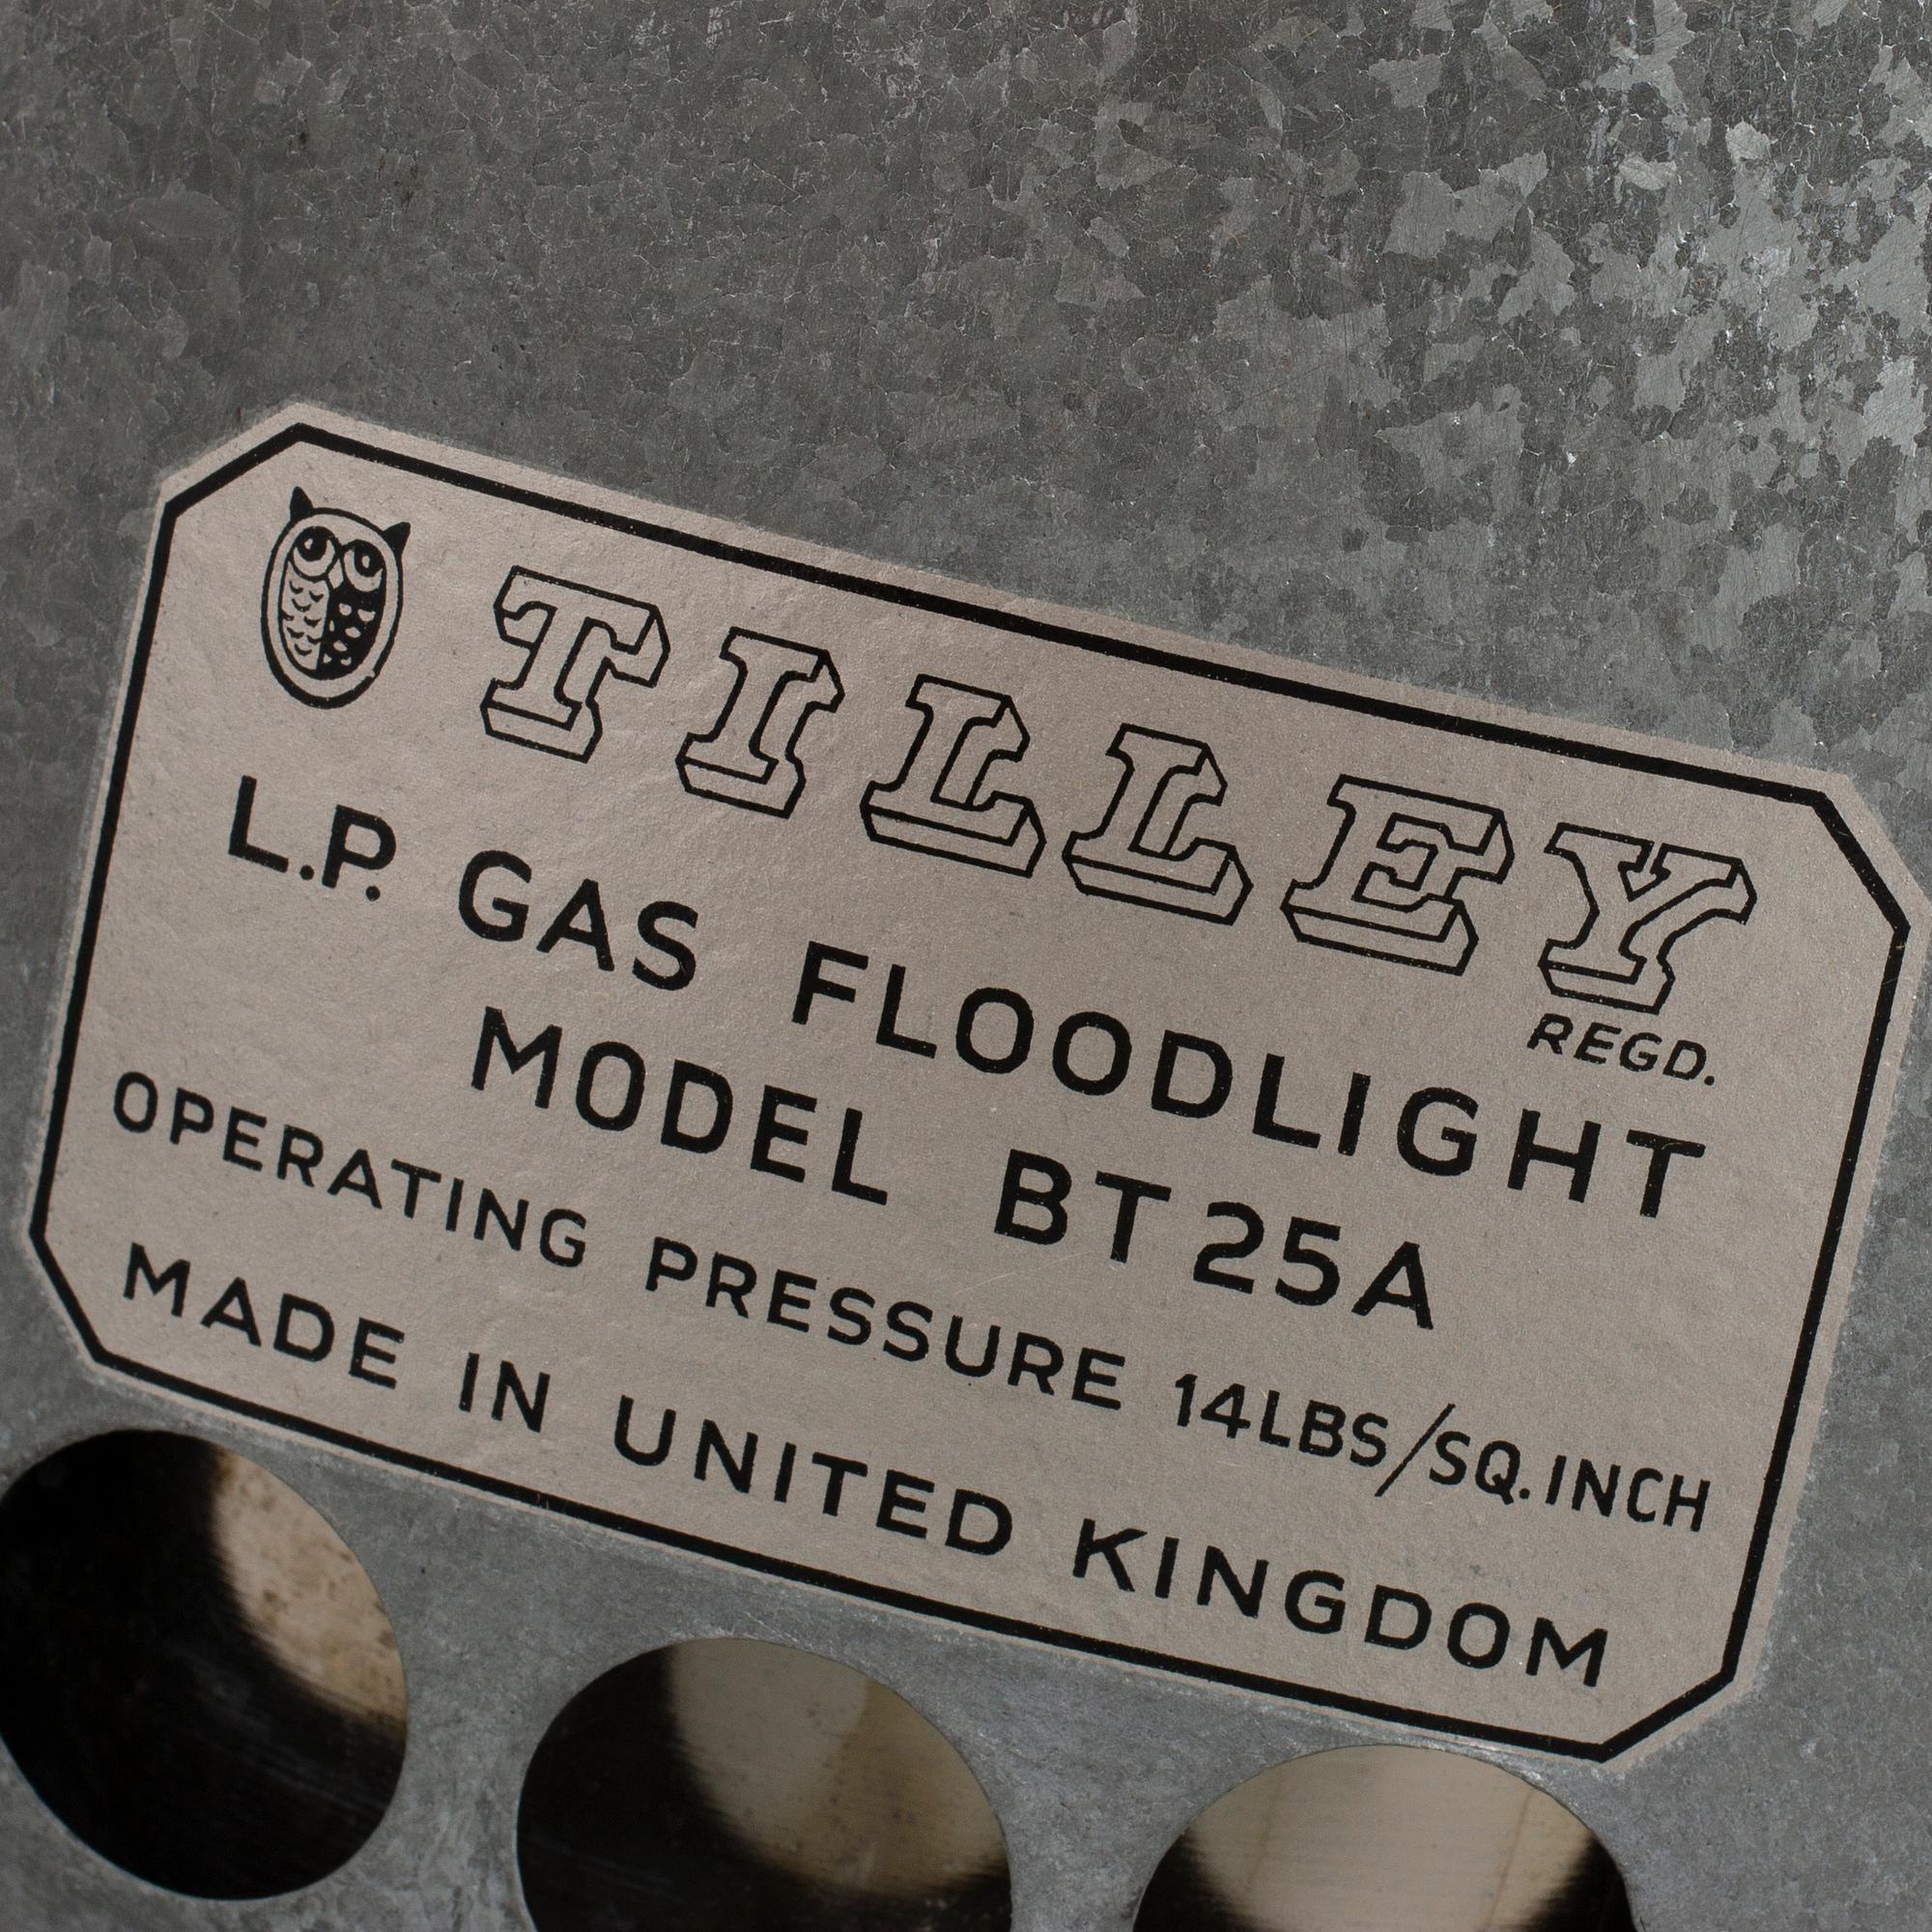 TILLEY
REGD.
L.P. GAS FLOODLIGHT
MODEL BT25A
OPERATING PRESSURE 14LBS/SQ.INCH
MADE IN UNITED KINGDOM